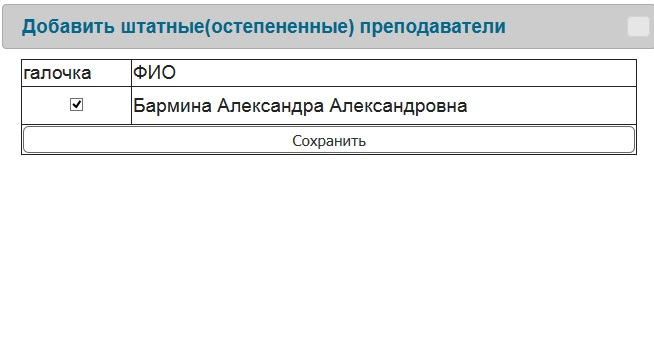 Добавить штатные(остепененные) преподаватели
галочка ФИО
Бармина Александра Александровна
Сохранить